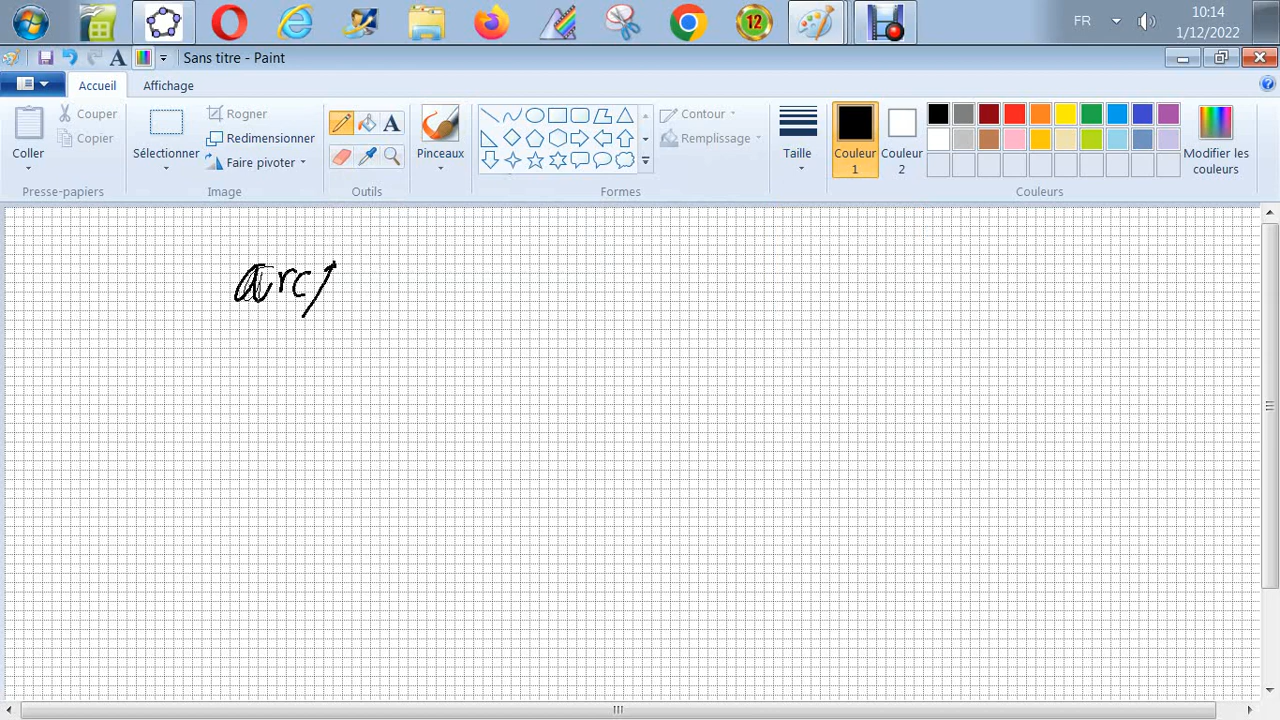 12
FR
10:14
1/12/2022
Sans titre - Paint
Accueil
Affichage
Coller
Couper
Copier
Presse-papiers
Sélectionner
Rogner
Redimensionner
Faire pivoter
Image
Outils
Pinceaux
Contour
Remplissage
Formes
Taille
Couleur 1
Couleur 2
Modifier les couleurs
Couleurs
arc